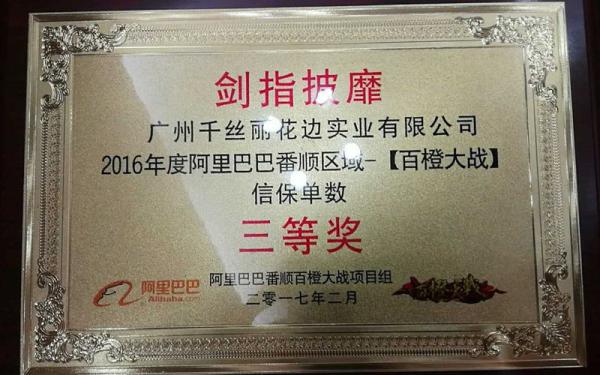 剑指披靡
广州千丝丽花边实业有限公司
2016年度阿里巴巴番顺区域-【百橙大战】
信保单数
三等奖
阿里巴巴
Alibaba.com
阿里巴巴番顺百橙大战项目组
二零一七年二月